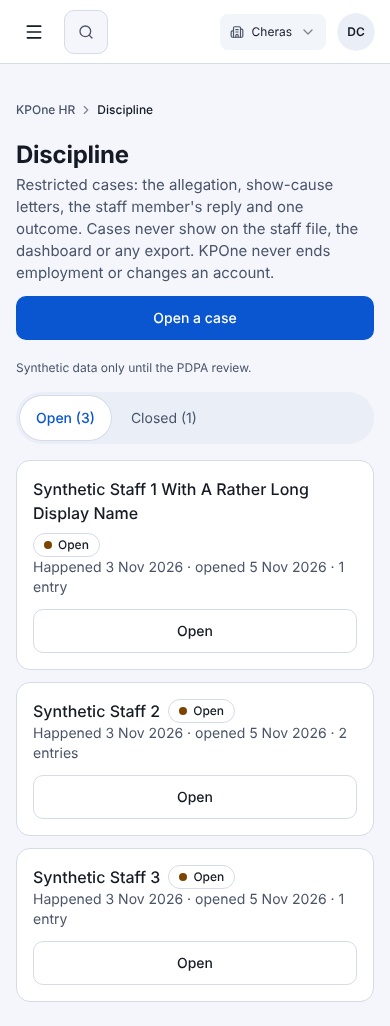 Cheras
DC
KPOne HR > Discipline
Discipline
Restricted cases: the allegation, show-cause
letters, the staff member's reply and one
outcome. Cases never show on the staff file, the
dashboard or any export. KPOne never ends
employment or changes an account.
Open a case
Synthetic data only until the PDPA review.
Open (3)
Closed (1)
Synthetic Staff 1 With A Rather Long
Display Name
Open
Happened 3 Nov 2026 · opened 5 Nov 2026 · 1
entry
Open
Synthetic Staff 2
Open
Happened 3 Nov 2026 · opened 5 Nov 2026 · 2
entries
Open
Synthetic Staff 3
Open
Happened 3 Nov 2026 · opened 5 Nov 2026 · 1
entry
Open